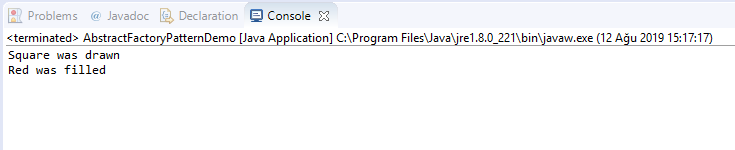 Problems @ Javadoc Declaration Console
<terminated> AbstractFactoryPatternDemo [Java Application] C:\Program Files\Java\jre1.8.0_221\bin\javaw.exe (12 Ağu 2019 15:17:17)
Square was drawn
Red was filled